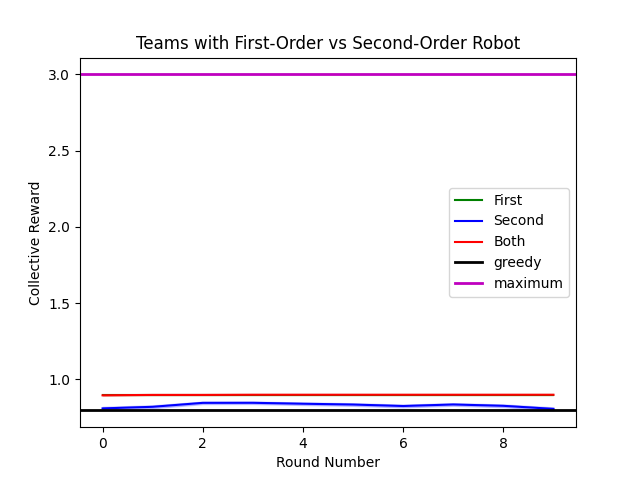 Teams with First-Order vs Second-Order Robot
Collective Reward
3.0
2.5
2.0
1.5
1.0
First
Second
Both
greedy
maximum
0 2 4 6 8
Round Number